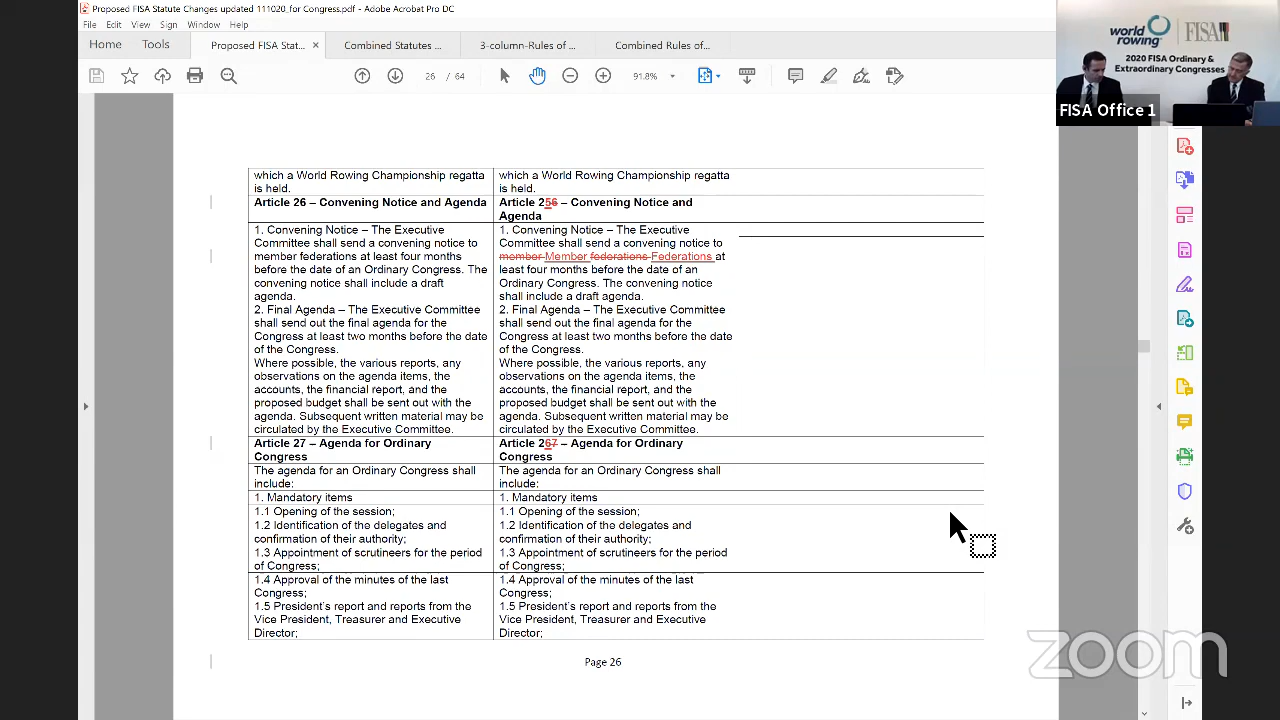 Proposed FISA Statute Changes updated 111020_for Congress.pdf - Adobe Acrobat Pro DC
File Edit View Sign Window Help
Home Tools Proposed FISA Stat... × Combined Statutes ... 3-column-Rules of ... Combined Rules of...
26 / 64 91.8%
world rowing FISA
2020 FISA Ordinary &
Extraordinary Congresses
FISA Office 1
which a World Rowing Championship regatta
is held.
Article 26 – Convening Notice and Agenda
1. Convening Notice – The Executive
Committee shall send a convening notice to
member federations at least four months
before the date of an Ordinary Congress. The
convening notice shall include a draft
agenda.
2. Final Agenda – The Executive Committee
shall send out the final agenda for the
Congress at least two months before the date
of the Congress.
Where possible, the various reports, any
observations on the agenda items, the
accounts, the financial report, and the
proposed budget shall be sent out with the
agenda. Subsequent written material may be
circulated by the Executive Committee.
Article 27 – Agenda for Ordinary
Congress
The agenda for an Ordinary Congress shall
include:
1. Mandatory items
1.1 Opening of the session;
1.2 Identification of the delegates and
confirmation of their authority;
1.3 Appointment of scrutineers for the period
of Congress;
1.4 Approval of the minutes of the last
Congress;
1.5 President's report and reports from the
Vice President, Treasurer and Executive
Director;
which a World Rowing Championship regatta
is held.
Article 256 – Convening Notice and
Agenda
1. Convening Notice – The Executive
Committee shall send a convening notice to
member Member federations Federations at
least four months before the date of an
Ordinary Congress. The convening notice
shall include a draft agenda.
2. Final Agenda – The Executive Committee
shall send out the final agenda for the
Congress at least two months before the date
of the Congress.
Where possible, the various reports, any
observations on the agenda items, the
accounts, the financial report, and the
proposed budget shall be sent out with the
agenda. Subsequent written material may be
circulated by the Executive Committee.
Article 267 – Agenda for Ordinary
Congress
The agenda for an Ordinary Congress shall
include:
1. Mandatory items
1.1 Opening of the session;
1.2 Identification of the delegates and
confirmation of their authority;
1.3 Appointment of scrutineers for the period
of Congress;
1.4 Approval of the minutes of the last
Congress;
1.5 President's report and reports from the
Vice President, Treasurer and Executive
Director;
Page 26
zoom